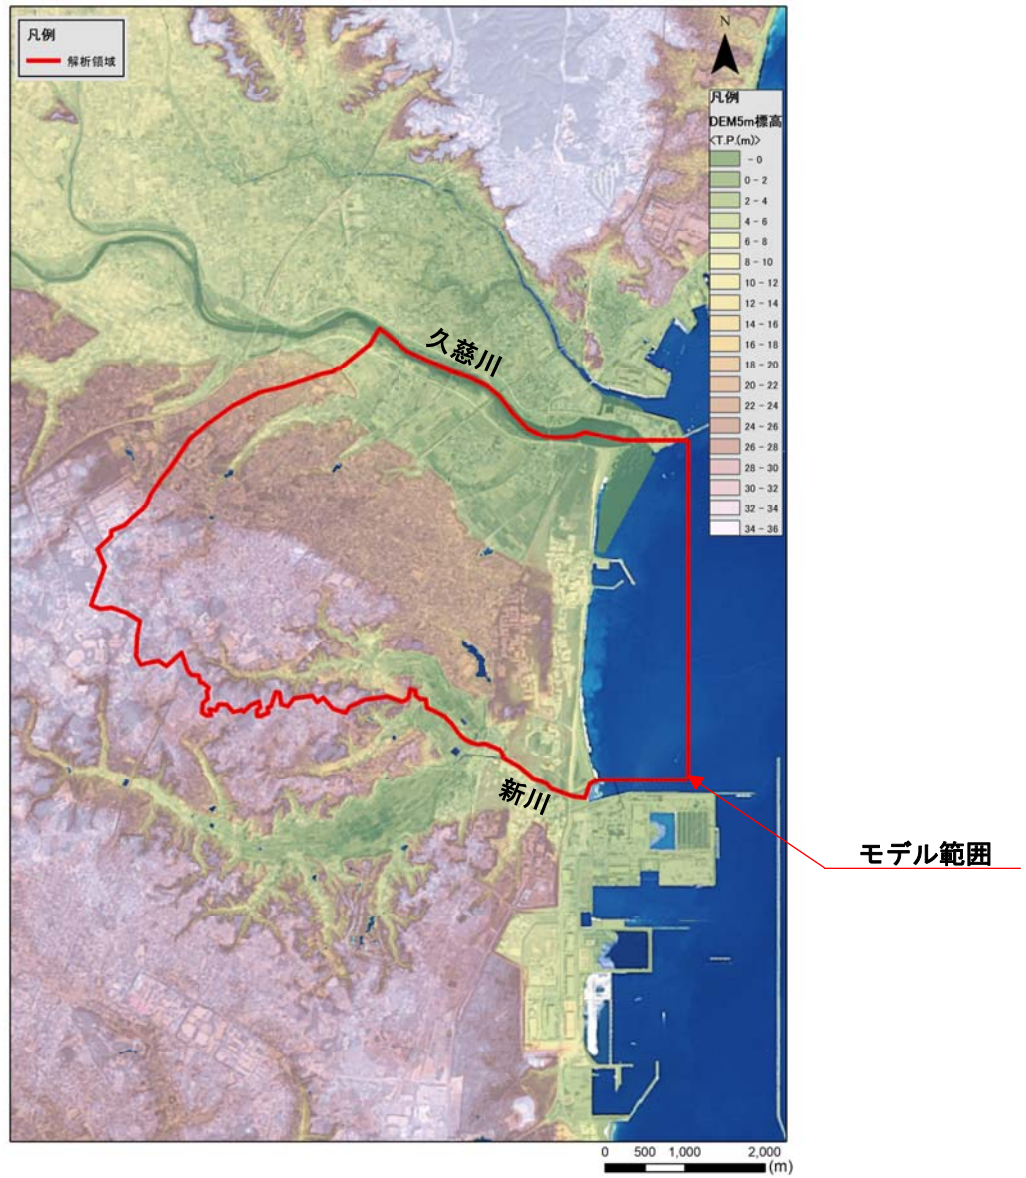 凡例
解析領域
N
凡例
DEM5m標高
<T.P.(m)>
- 0
0 - 2
2 - 4
4 - 6
6 - 8
8 - 10
10 - 12
12 - 14
14 - 16
16 - 18
18 - 20
20 - 22
22 - 24
24 - 26
26 - 28
28 - 30
30 - 32
32 - 34
34 - 36
久慈川
新川
モデル範囲
0 500 1,000 2,000
(m)